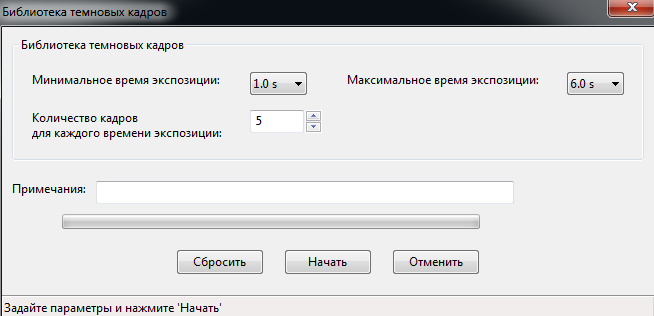 Библиотека темновых кадров
Библиотека темновых кадров
Минимальное время экспозиции: 1.0 s Максимальное время экспозиции: 6.0 s
Количество кадров
для каждого времени экспозиции: 5
Примечания:
Сбросить Начать Отменить
Задайте параметры и нажмите 'Начать'